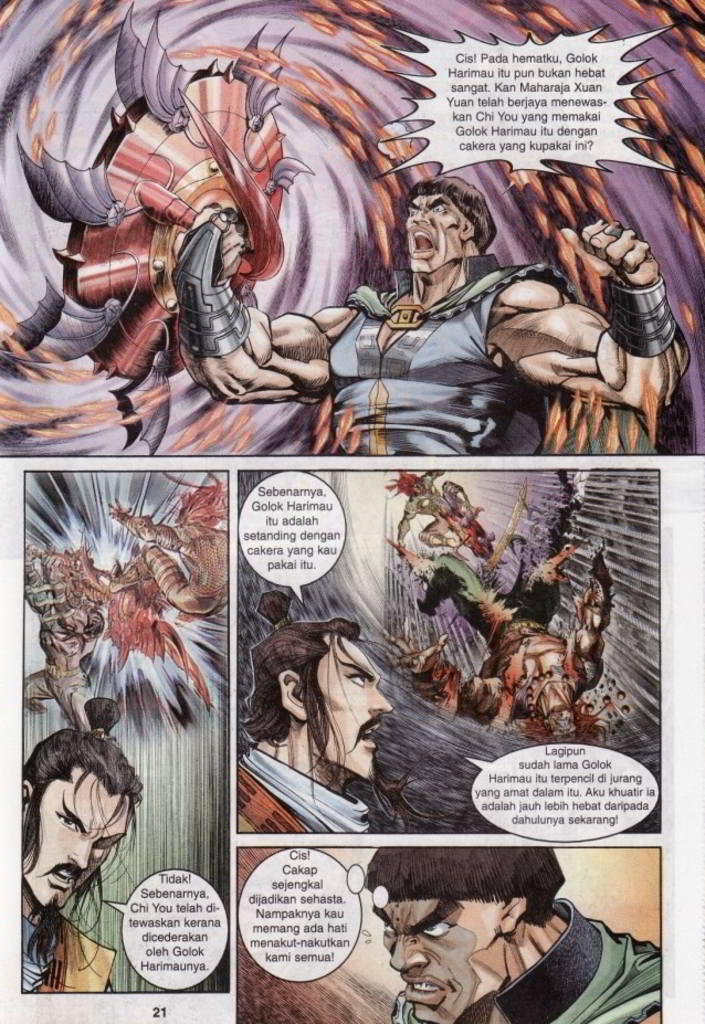 Cis! Pada hematku, Golok
Harimau itu pun bukan hebat
sangat. Kan Maharaja Xuan
Yuan telah berjaya menewas-
kan Chi You yang memakai
Golok Harimau itu dengan
cakera yang kupakai ini?
Tidak!
Sebenarnya,
Chi You telah di-
tewaskan kerana
dicederakan
oleh Golok
Harimaunya.
Sebenarnya,
Golok Harimau
itu adalah
setanding dengan
cakera yang kau
pakai itu.
Lagipun
sudah lama Golok
Harimau itu terpencil di jurang
yang amat dalam itu. Aku khuatir ia
adalah jauh lebih hebat daripada
dahulunya sekarang!
Cis!
Cakap
sejengkal
dijadikan sehasta.
Nampaknya kau
memang ada hati
menakut-nakutkan
kami semua!
21